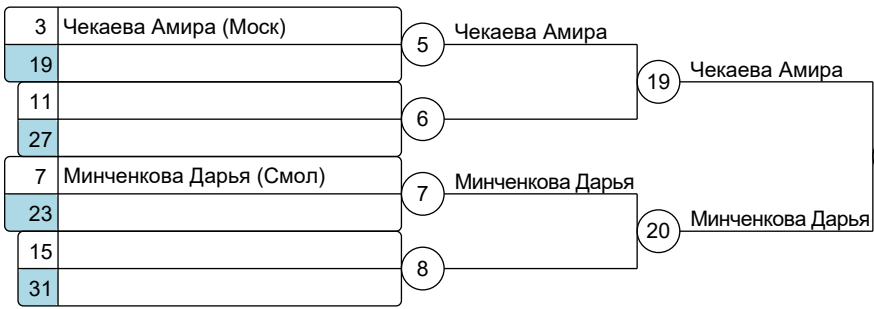 3 Чекаева Амира (Моск)
19
5 Чекаева Амира
11
27
6
19 Чекаева Амира
7 Минченкова Дарья (Смол)
23
7 Минченкова Дарья
15
31
8
20 Минченкова Дарья